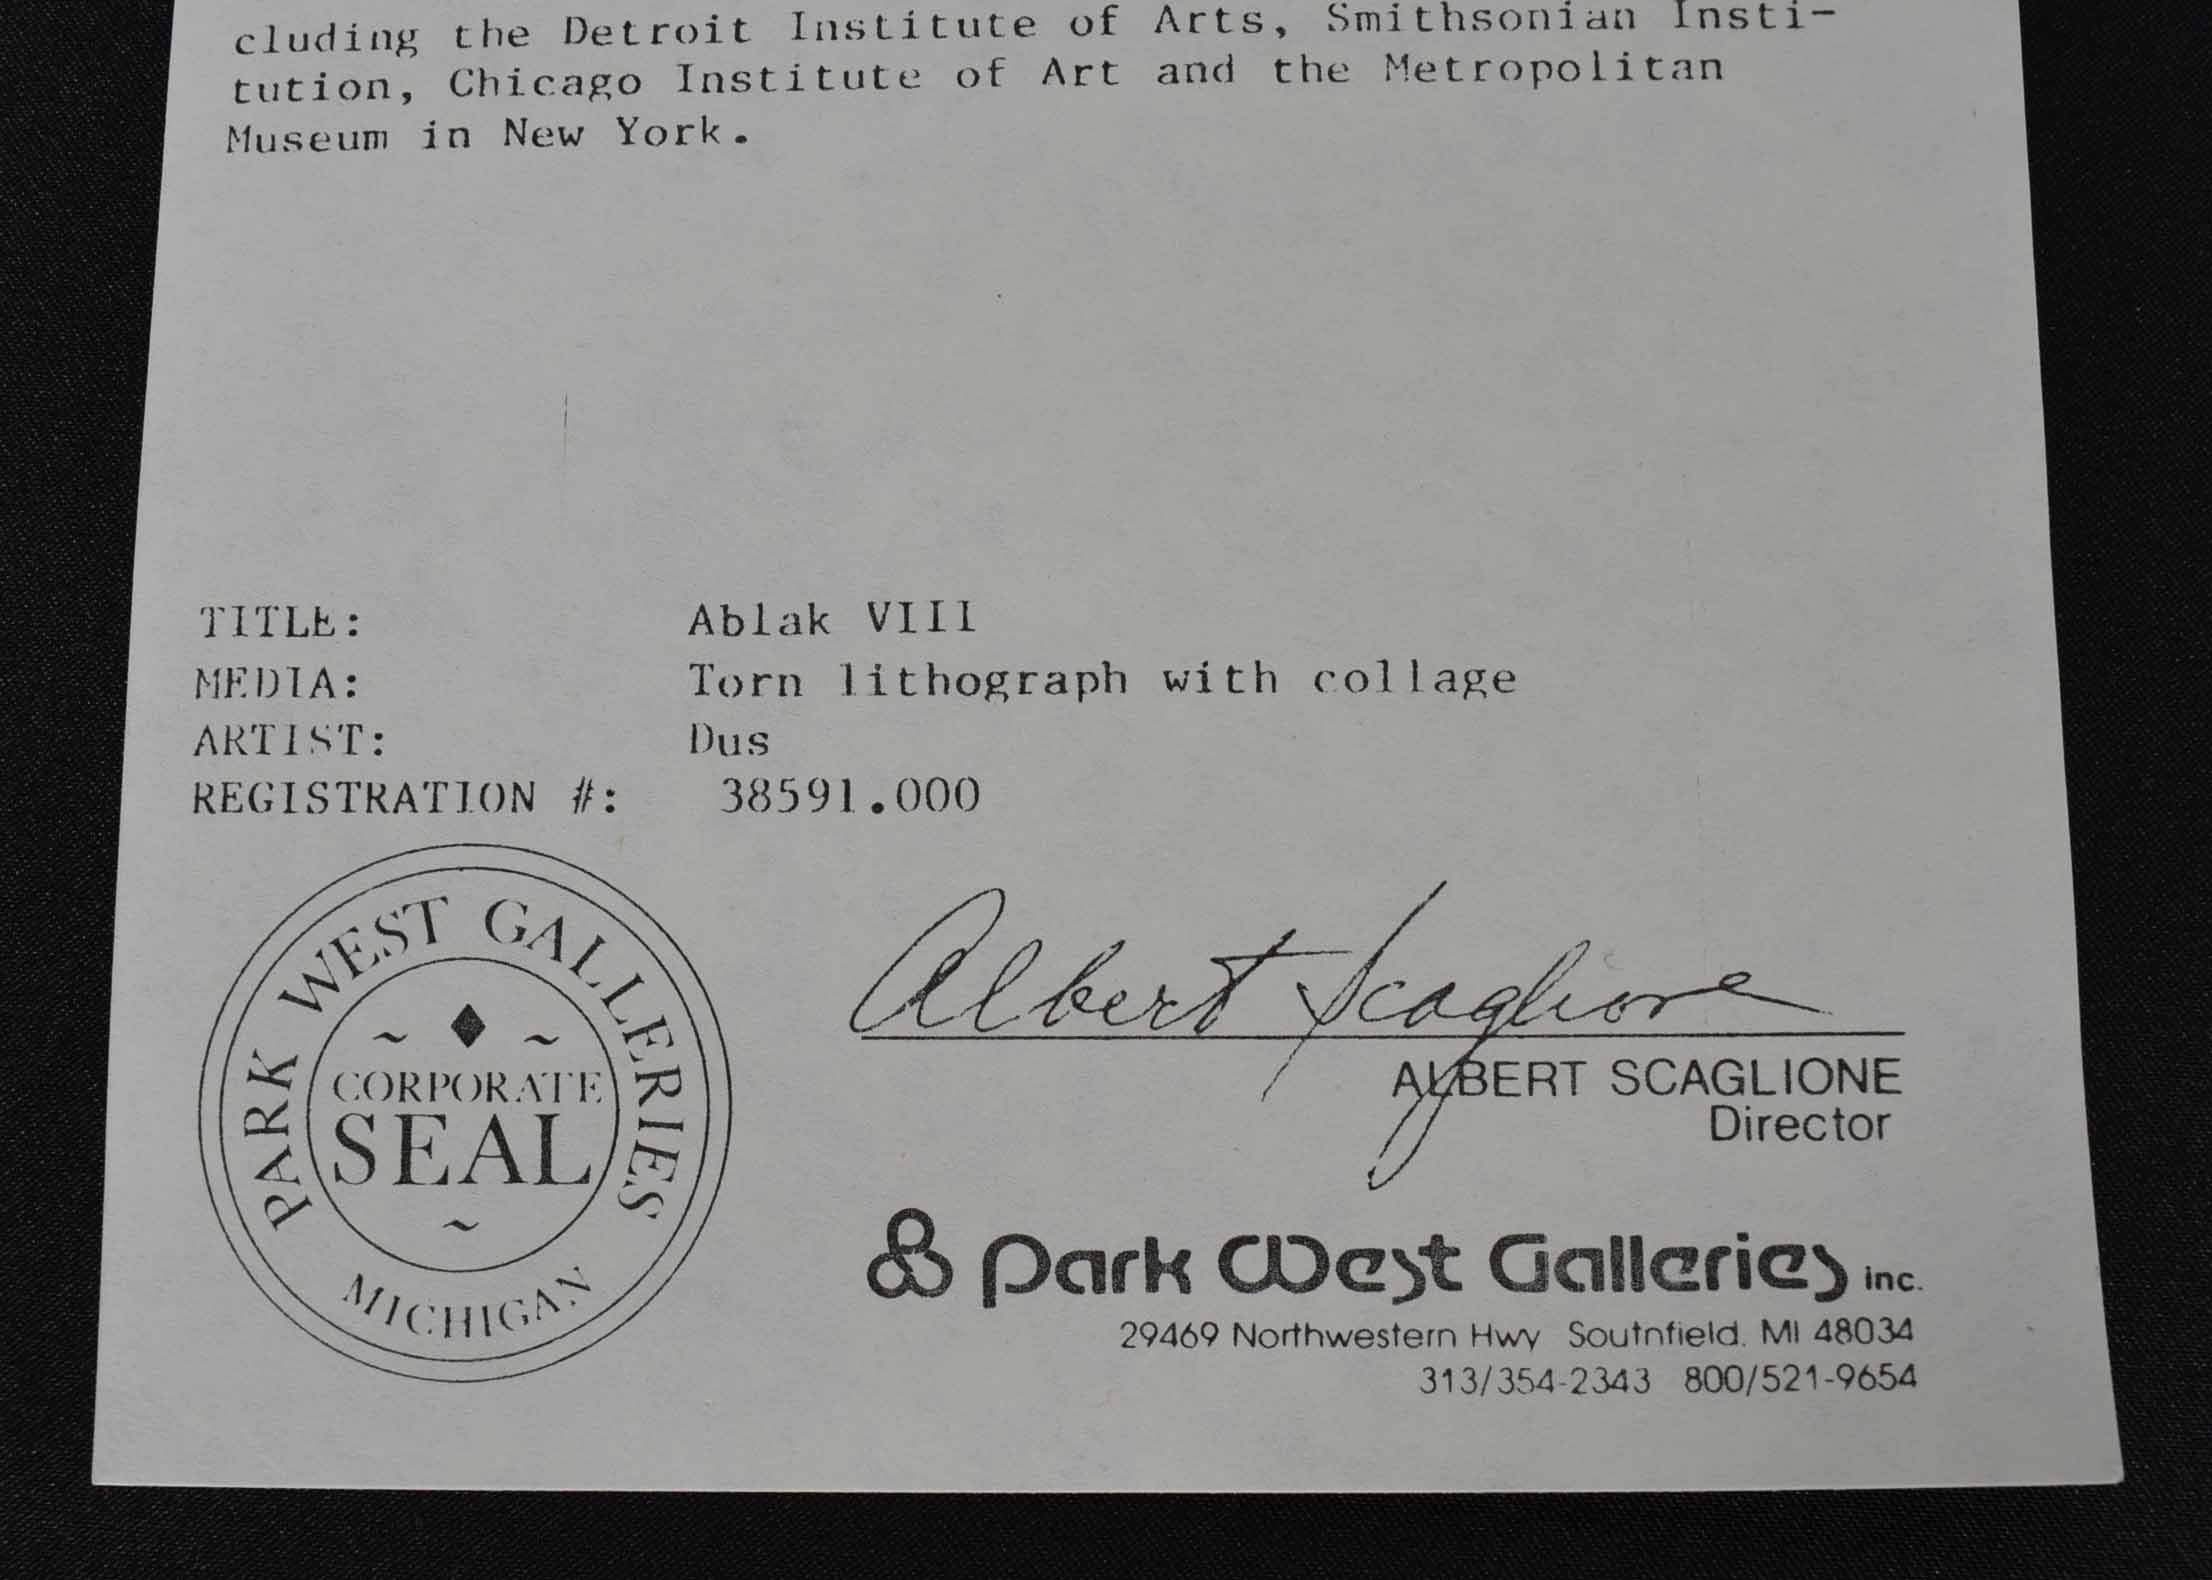 cluding the Detroit Institute of Arts, Smithsonian Insti-
tution, Chicago Institute of Art and the Metropolitan
Museum in New York.
TITLE: Ablak VIII
MEDIA: Torn lithograph with collage
ARTIST: Dus
REGISTRATION #: 38591.000
PARK WEST GALLERIES
~ ♦ ~
CORPORATE
SEAL
~
MICHIGAN
Albert Scaglione
ALBERT SCAGLIONE
Director
Park West Galleries inc.
29469 Northwestern Hwy Southfield, MI 48034
313/354-2343 800/521-9654